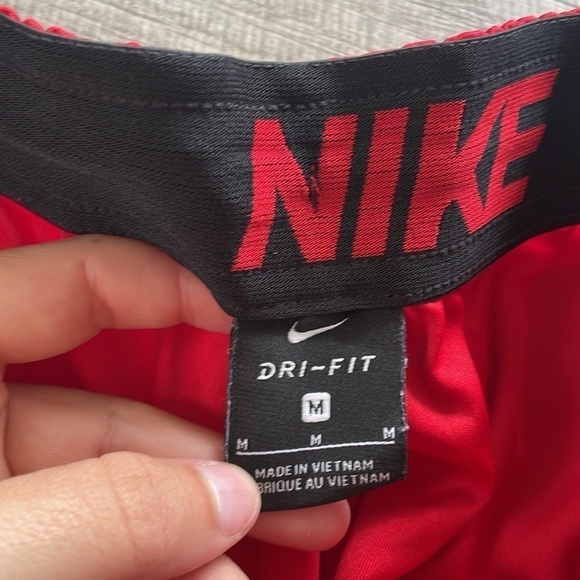 NIKE
DRI-FIT
M
M M M
MADE IN VIETNAM
BRIQUE AU VIETNAM